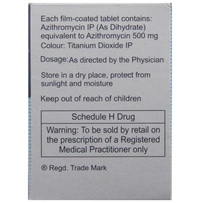 Each film-coated tablet contains:
Azithromycin IP (As Dihydrate)
equivalent to Azithromycin 500 mg
Colour: Titanium Dioxide IP
Dosage: As directed by the Physician
Store in a dry place, protect from
sunlight and moisture
Keep out of reach of children
Schedule H Drug
Warning: To be sold by retail on
the prescription of a Registered
Medical Practitioner only
® Regd. Trade Mark